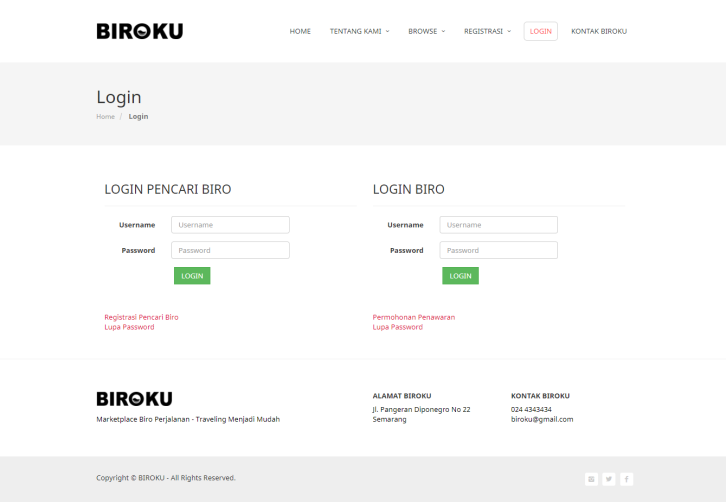 BIROKU
HOME
TENTANG KAMI
BROWSE
REGISTRASI
LOGIN
KONTAK BIROKU
Login
Home / Login
LOGIN PENCARI BIRO
Username
Username
Password
Password
LOGIN
Registrasi Pencari Biro
Lupa Password
LOGIN BIRO
Username
Username
Password
Password
LOGIN
Permohonan Penawaran
Lupa Password
BIROKU
Marketplace Biro Perjalanan - Traveling Menjadi Mudah
ALAMAT BIROKU
Jl. Pangeran Diponegro No 22
Semarang
KONTAK BIROKU
024 4343434
biroku@gmail.com
Copyright © BIROKU - All Rights Reserved.